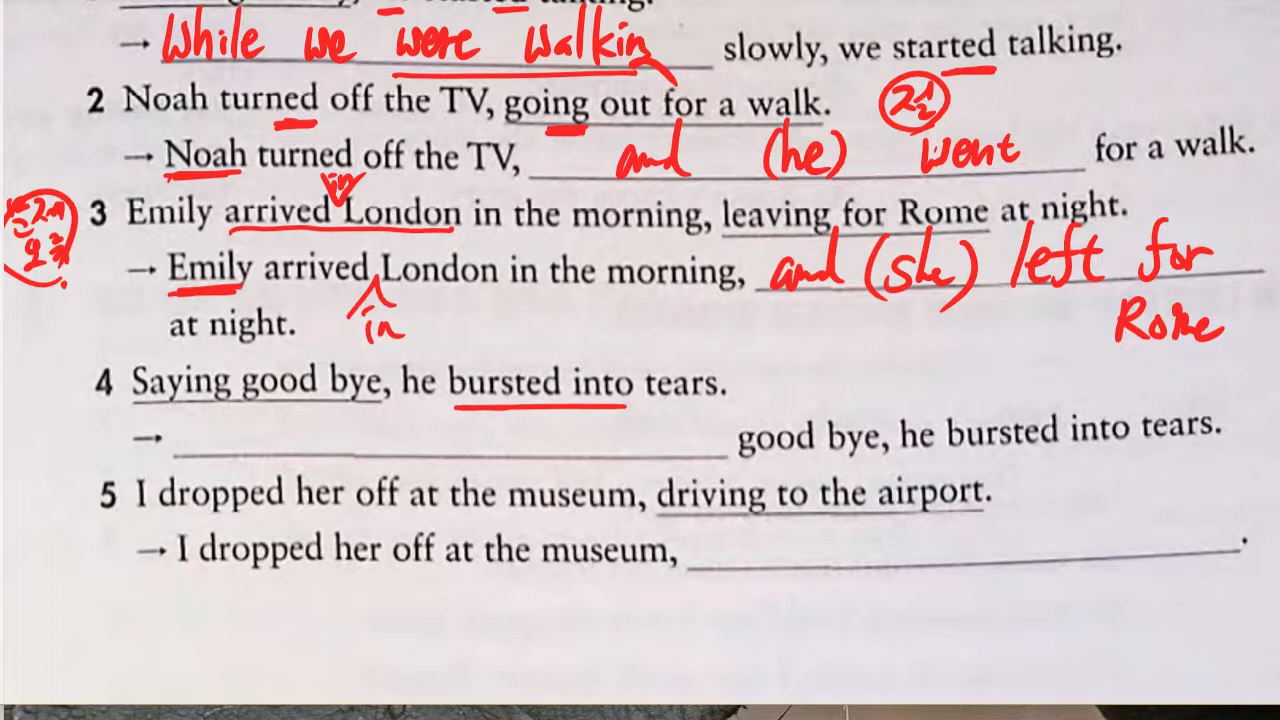 → While we were walking slowly, we started talking.
2 Noah turned off the TV, going out for a walk. 
→ Noah turned off the TV, and (he) went for a walk.
in
3 Emily arrived London in the morning, leaving for Rome at night.
→ Emily arrived London in the morning, and (she) left for
at night. in Rome
4 Saying good bye, he bursted into tears.
→ ____ good bye, he bursted into tears.
5 I dropped her off at the museum, driving to the airport.
→ I dropped her off at the museum, ____.